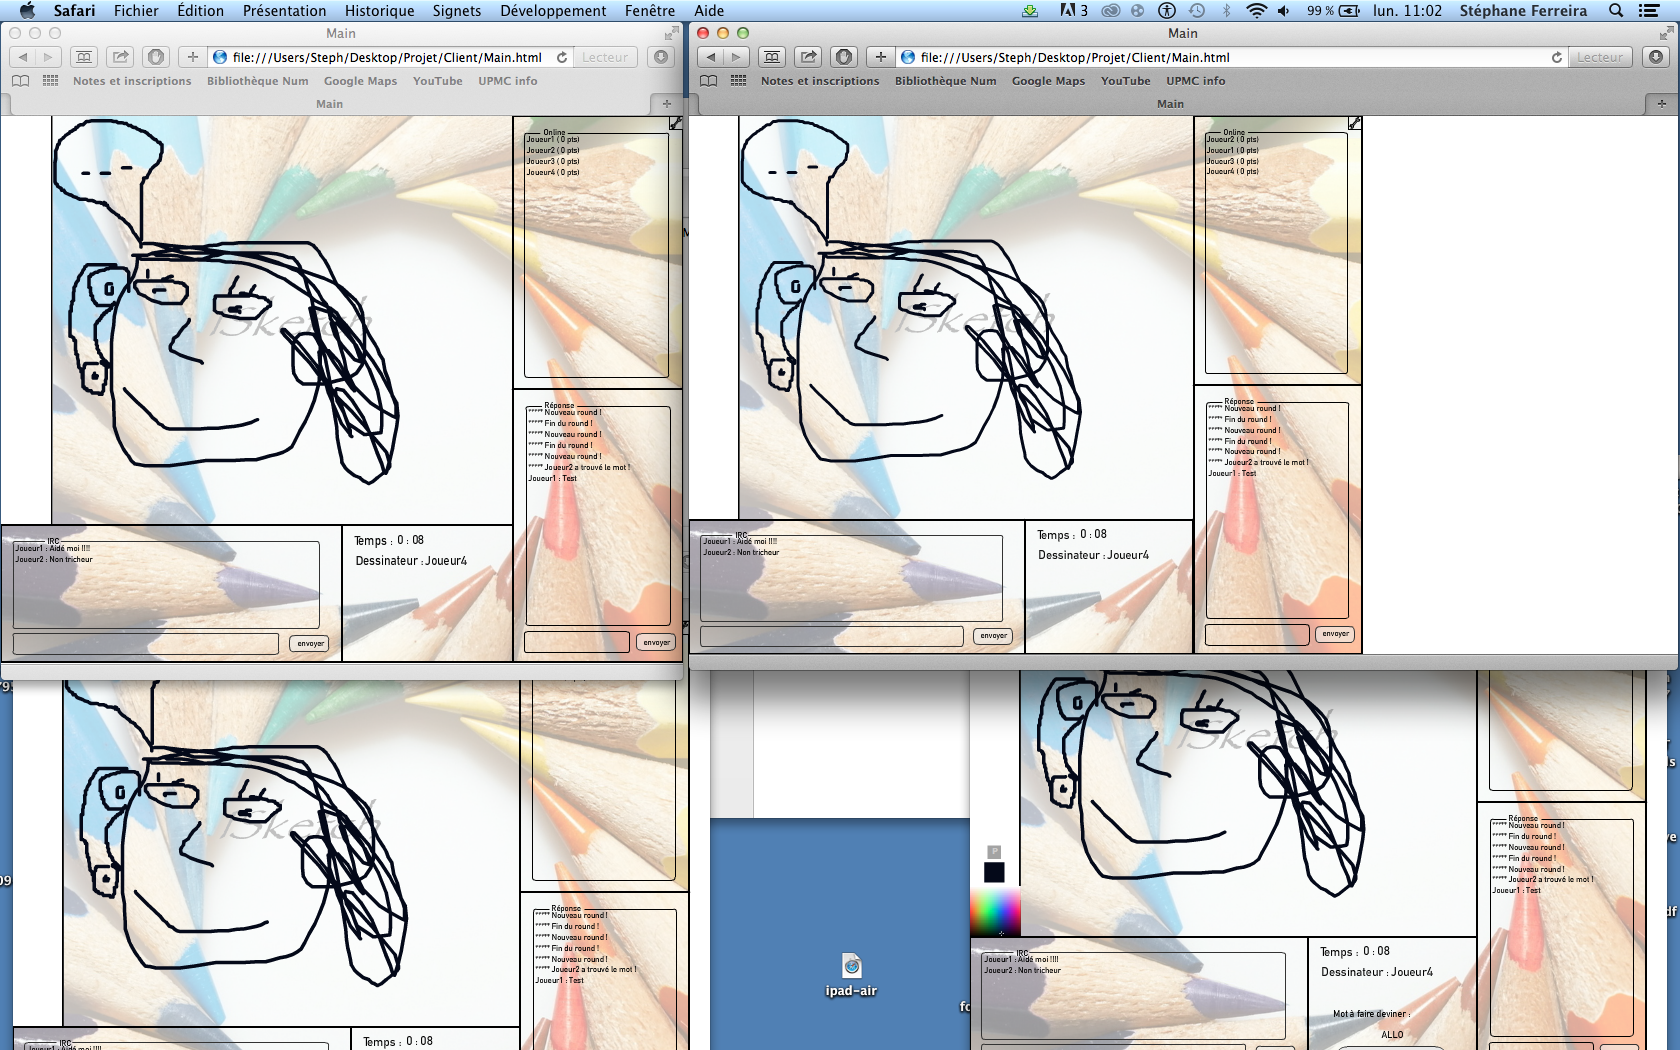 Safari Fichier Édition Présentation Historique Signets Développement Fenêtre Aide 3 99 % lun. 11:02 Stéphane Ferreira
Main
file:///Users/Steph/Desktop/Projet/Client/Main.html Lecteur
Notes et inscriptions Bibliothèque Num Google Maps YouTube UPMC info
Main
Online
Joueur1 ( 0 pts)
Joueur2 ( 0 pts)
Joueur3 ( 0 pts)
Joueur4 ( 0 pts)
iSketch
Réponse
***** Nouveau round !
***** Fin du round !
***** Nouveau round !
***** Fin du round !
***** Nouveau round !
***** Joueur2 a trouvé le mot !
Joueur1 : Test
envoyer
IRC
Joueur1 : Aidé moi !!!!
Joueur2 : Non tricheur
envoyer
Temps : 0 : 08
Dessinateur : Joueur4
Main
file:///Users/Steph/Desktop/Projet/Client/Main.html Lecteur
Notes et inscriptions Bibliothèque Num Google Maps YouTube UPMC info
Main
Online
Joueur2 ( 0 pts)
Joueur1 ( 0 pts)
Joueur3 ( 0 pts)
Joueur4 ( 0 pts)
iSketch
Réponse
***** Nouveau round !
***** Fin du round !
***** Nouveau round !
***** Fin du round !
***** Nouveau round !
***** Joueur2 a trouvé le mot !
Joueur1 : Test
envoyer
IRC
Joueur1 : Aidé moi !!!!
Joueur2 : Non tricheur
envoyer
Temps : 0 : 08
Dessinateur : Joueur4
iSketch
Réponse
***** Nouveau round !
***** Fin du round !
***** Nouveau round !
***** Fin du round !
***** Nouveau round !
***** Joueur2 a trouvé le mot !
Joueur1 : Test
IRC
Joueur1 : Aidé moi !!!!
Temps : 0 : 08
ipad-air
iSketch
P
Réponse
***** Nouveau round !
***** Fin du round !
***** Nouveau round !
***** Fin du round !
***** Nouveau round !
***** Joueur2 a trouvé le mot !
Joueur1 : Test
IRC
Joueur1 : Aidé moi !!!!
Joueur2 : Non tricheur
Temps : 0 : 08
Dessinateur : Joueur4
Mot à faire deviner :
ALLO